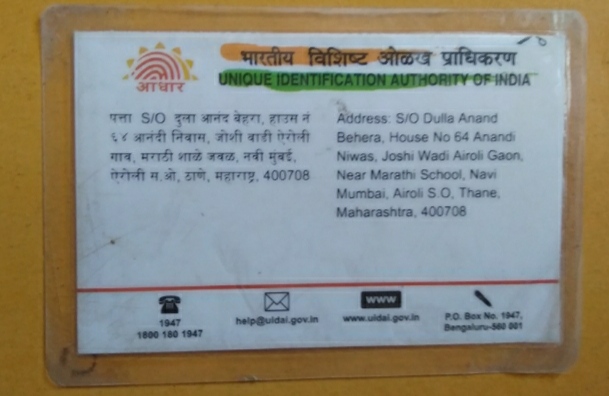 भारतीय विशिष्ट ओळख प्राधिकरण
UNIQUE IDENTIFICATION AUTHORITY OF INDIA
आधार
पत्ता S/O दुला आनंद बेहरा, हाउस नं
६४ आनंदी निवास, जोशी वाडी ऐरोली
गाव, मराठी शाळे जवळ, नवी मुंबई,
ऐरोली स.ओ, ठाणे, महाराष्ट्र, 400708
Address: S/O Dulla Anand
Behera, House No 64 Anandi
Niwas, Joshi Wadi Airoli Gaon,
Near Marathi School, Navi
Mumbai, Airoli S.O, Thane,
Maharashtra, 400708
1947
1800 180 1947
help@uidai.gov.in
www
www.uidai.gov.in
P.O. Box No. 1947,
Bengaluru-560 001